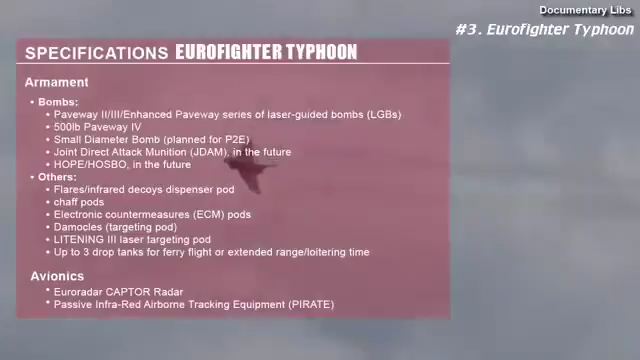 Documentary Libs
#3. Eurofighter Typhoon
SPECIFICATIONS EUROFIGHTER TYPHOON
Armament
• Bombs:
• Paveway II/III/Enhanced Paveway series of laser-guided bombs (LGBs)
• 500lb Paveway IV
• Small Diameter Bomb (planned for P2E)
• Joint Direct Attack Munition (JDAM), in the future
• HOPE/HOSBO, in the future
• Others:
• Flares/infrared decoys dispenser pod
• chaff pods
• Electronic countermeasures (ECM) pods
• Damocles (targeting pod)
• LITENING III laser targeting pod
• Up to 3 drop tanks for ferry flight or extended range/loitering time
Avionics
• Euroradar CAPTOR Radar
• Passive Infra-Red Airborne Tracking Equipment (PIRATE)